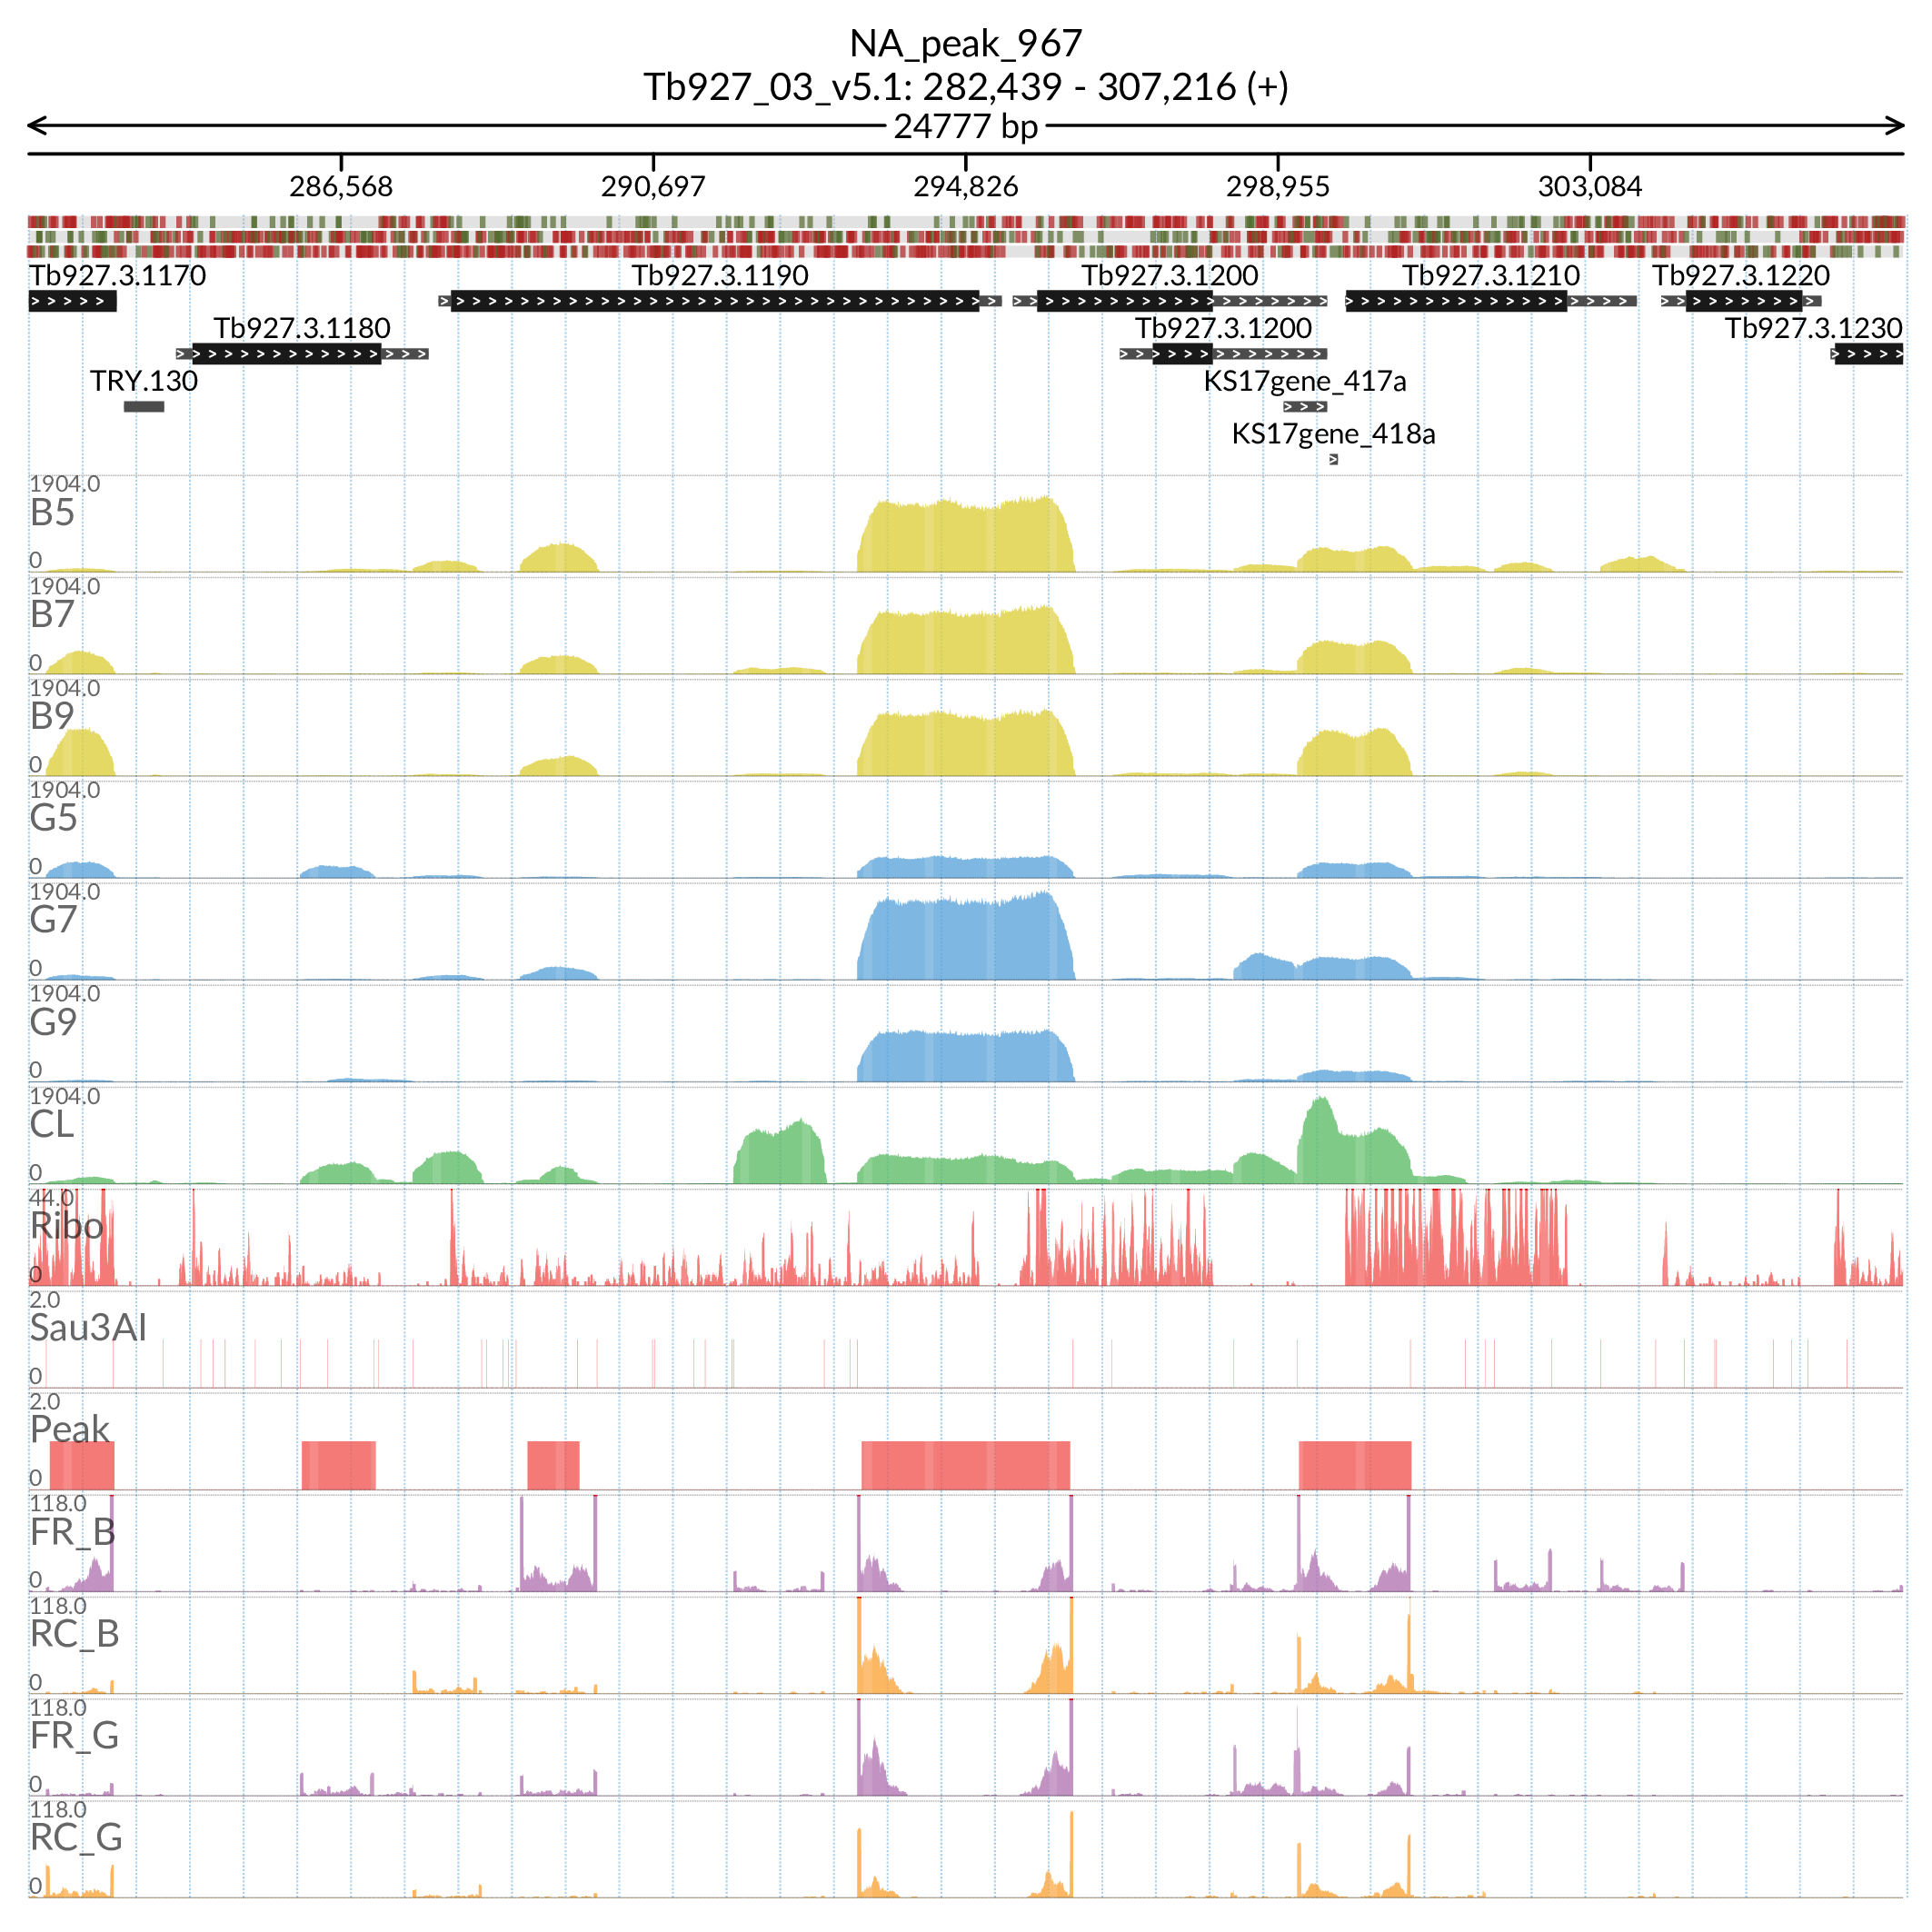 NA_peak_967
Tb927_03_v5.1: 282,439 - 307,216 (+)
24777 bp
286,568 290,697 294,826 298,955 303,084
Tb927.3.1170 Tb927.3.1190 Tb927.3.1200 Tb927.3.1210 Tb927.3.1220
Tb927.3.1180 Tb927.3.1200 Tb927.3.1230
TRY.130 KS17gene_417a
KS17gene_418a
1904.0
B5
0
1904.0
B7
0
1904.0
B9
0
1904.0
G5
0
1904.0
G7
0
1904.0
G9
0
1904.0
CL
0
44.0
Ribo
0
2.0
Sau3AI
0
2.0
Peak
0
118.0
FR_B
0
118.0
RC_B
0
118.0
FR_G
0
118.0
RC_G
0